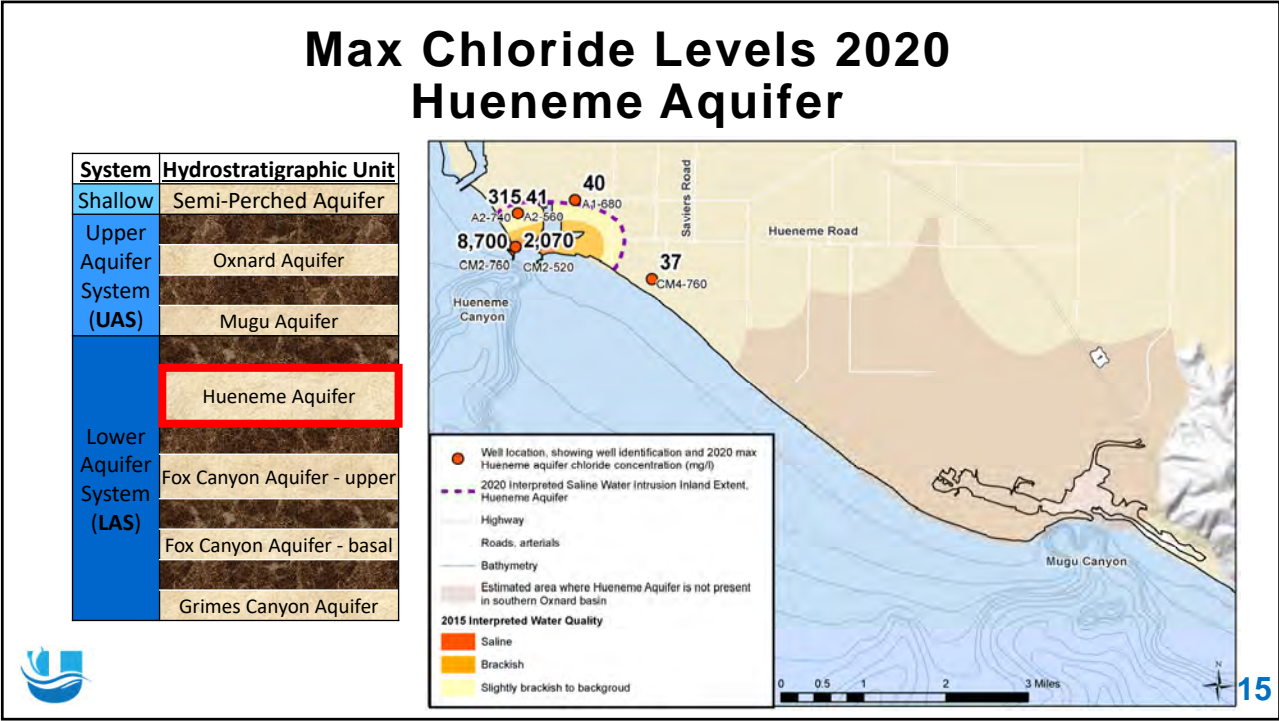 Max Chloride Levels 2020
Hueneme Aquifer
System Hydrostratigraphic Unit
Shallow Semi-Perched Aquifer
Upper
Aquifer
System
(UAS)
Oxnard Aquifer
Mugu Aquifer
Lower
Aquifer
System
(LAS)
Hueneme Aquifer
Fox Canyon Aquifer - upper
Fox Canyon Aquifer - basal
Grimes Canyon Aquifer
40
A1-680
315 41
A2-740 A2-560
8,700 2,070
CM2-760 CM2-520
37
CM4-760
Saviers Road
Hueneme Road
Hueneme
Canyon
1
Mugu Canyon
Well location, showing well identification and 2020 max
Hueneme aquifer chloride concentration (mg/l)
2020 Interpreted Saline Water Intrusion Inland Extent,
Hueneme Aquifer
Highway
Roads, arterials
Bathymetry
Estimated area where Hueneme Aquifer is not present
in southern Oxnard basin
2015 Interpreted Water Quality
Saline
Brackish
Slightly brackish to backgroud
0 0.5 1 2 3 Miles
N
15